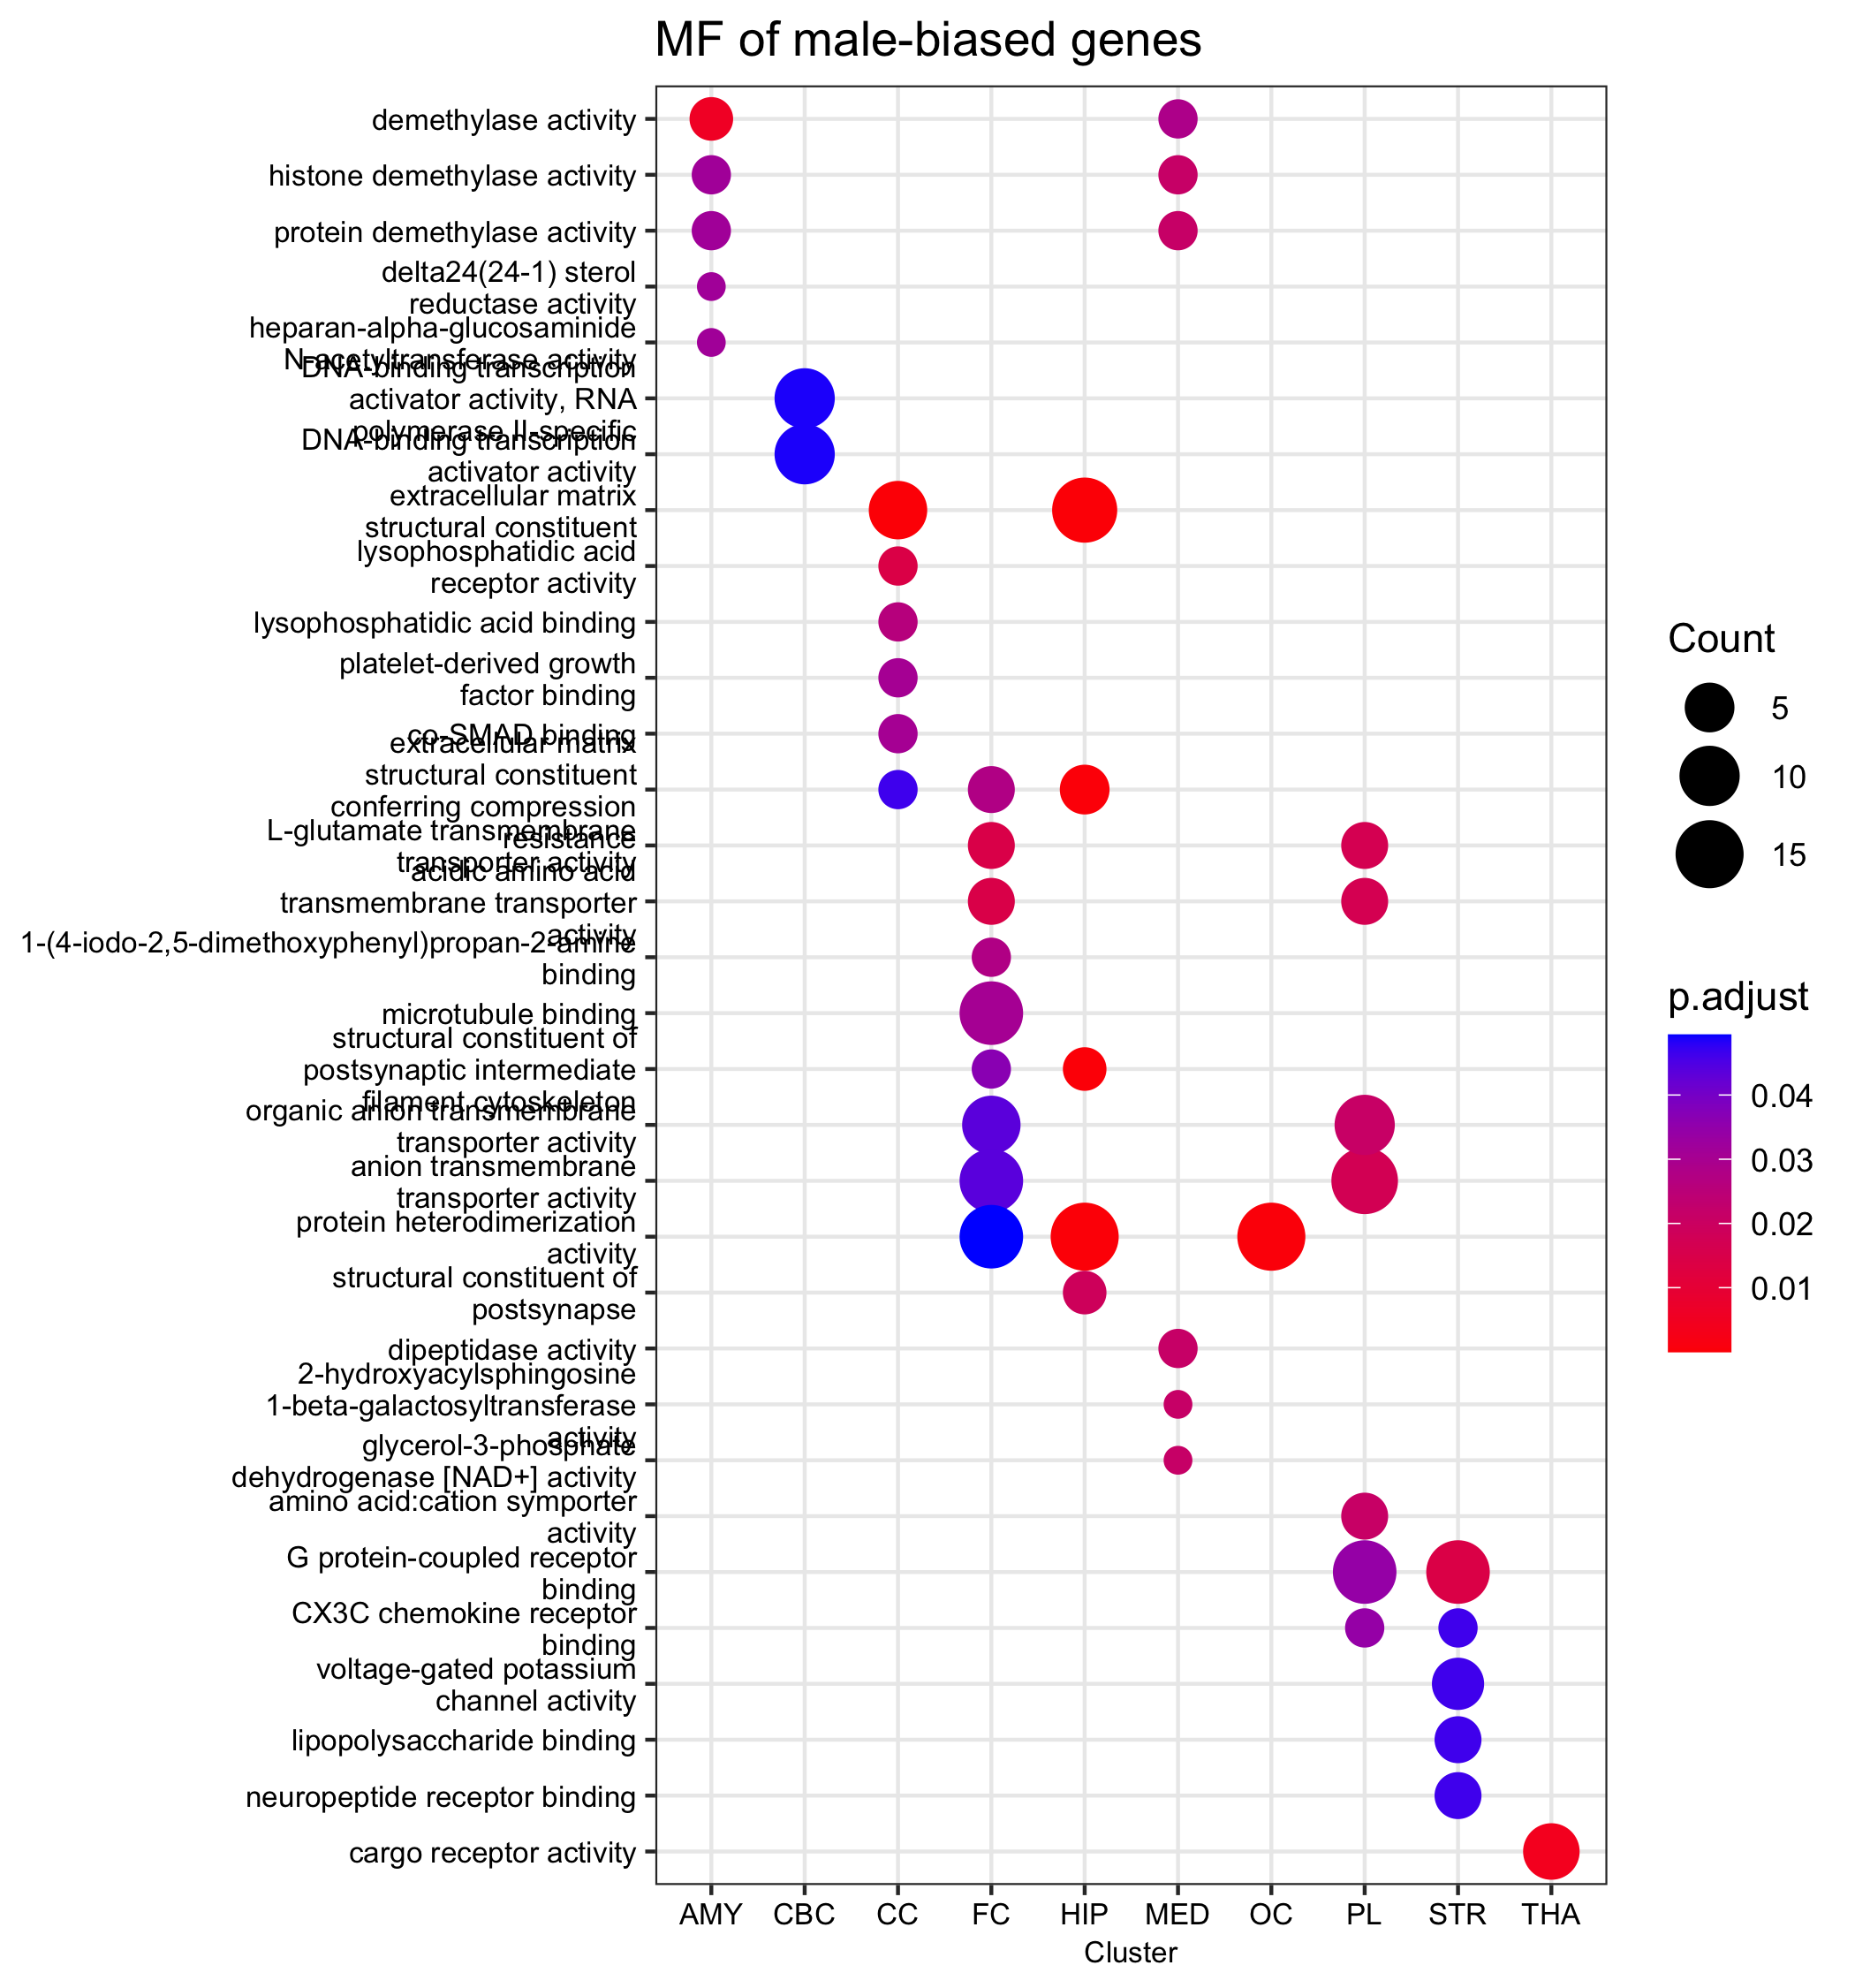 MF of male-biased genes
demethylase activity
histone demethylase activity
protein demethylase activity
delta24(24-1) sterol
reductase activity
heparan-alpha-glucosaminide
N-acetyltransferase activity
DNA-binding transcription
activator activity, RNA
polymerase II-specific
DNA-binding transcription
activator activity
extracellular matrix
structural constituent
lysophosphatidic acid
receptor activity
lysophosphatidic acid binding
platelet-derived growth
factor binding
co-SMAD binding
extracellular matrix
structural constituent
conferring compression
resistance
L-glutamate transmembrane
transporter activity
acidic amino acid
transmembrane transporter
activity
1-(4-iodo-2,5-dimethoxyphenyl)propan-2-amine
binding
microtubule binding
structural constituent of
postsynaptic intermediate
filament cytoskeleton
organic anion transmembrane
transporter activity
anion transmembrane
transporter activity
protein heterodimerization
activity
structural constituent of
postsynapse
dipeptidase activity
2-hydroxyacylsphingosine
1-beta-galactosyltransferase
activity
glycerol-3-phosphate
dehydrogenase [NAD+] activity
amino acid:cation symporter
activity
G protein-coupled receptor
binding
CX3C chemokine receptor
binding
voltage-gated potassium
channel activity
lipopolysaccharide binding
neuropeptide receptor binding
cargo receptor activity
AMY CBC CC FC HIP MED OC PL STR THA
Cluster
Count
5
10
15
p.adjust
0.04
0.03
0.02
0.01